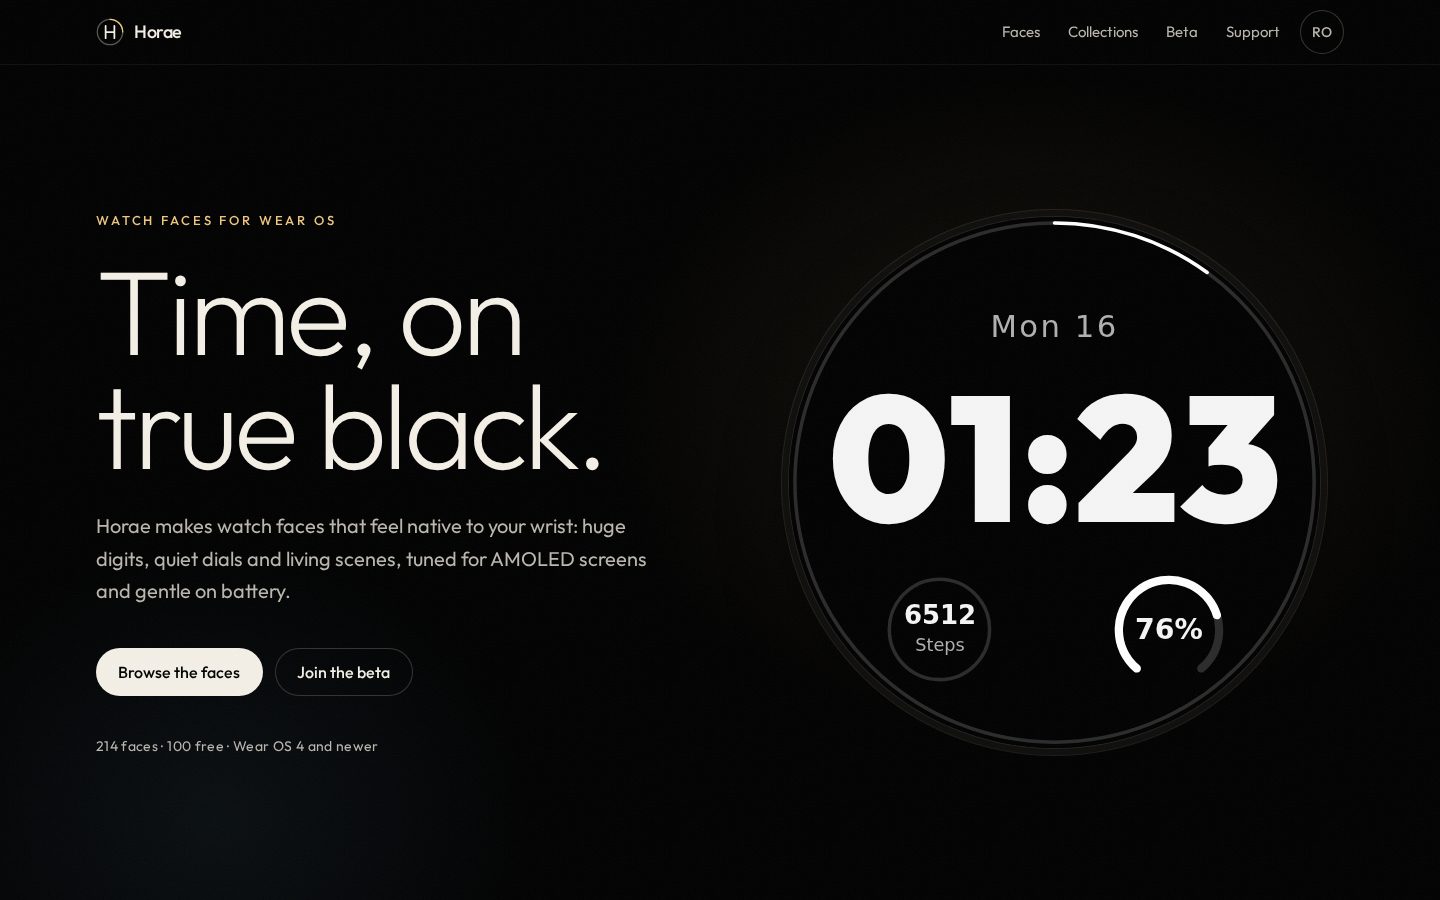 H Horae
Faces Collections Beta Support RO
WATCH FACES FOR WEAR OS
Time, on
true black.
Horae makes watch faces that feel native to your wrist: huge
digits, quiet dials and living scenes, tuned for AMOLED screens
and gentle on battery.
Browse the faces Join the beta
214 faces · 100 free · Wear OS 4 and newer
Mon 16
01:23
6512
Steps
76%